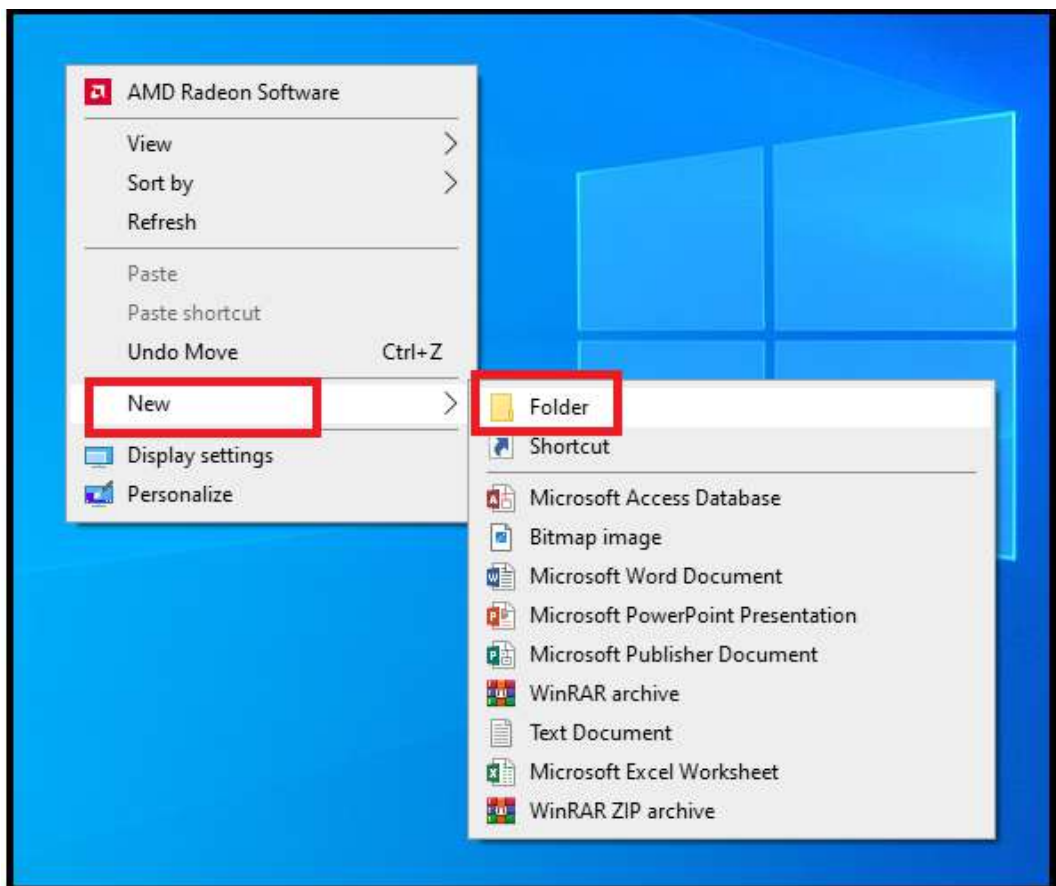 AMD Radeon Software
View
Sort by
Refresh
Paste
Paste shortcut
Undo Move Ctrl+Z
New
Display settings
Personalize
Folder
Shortcut
Microsoft Access Database
Bitmap image
Microsoft Word Document
Microsoft PowerPoint Presentation
Microsoft Publisher Document
WinRAR archive
Text Document
Microsoft Excel Worksheet
WinRAR ZIP archive